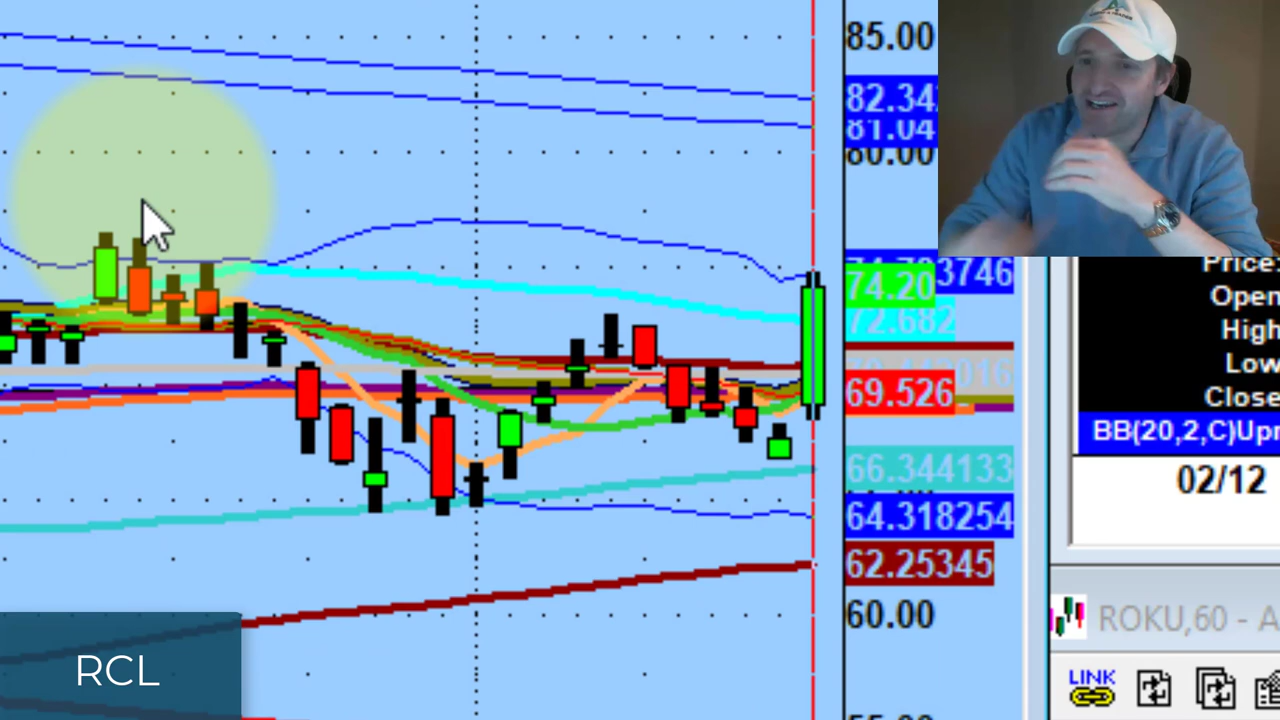 85.00
82.34
81.04
80.00
3746
74.20
72.682
69.526
66.344133
64.318254
62.25345
60.00
Price:
Open
High
Low
Close
BB(20,2,C)Upr
02/12
ROKU,60 - A
LINK
RCL